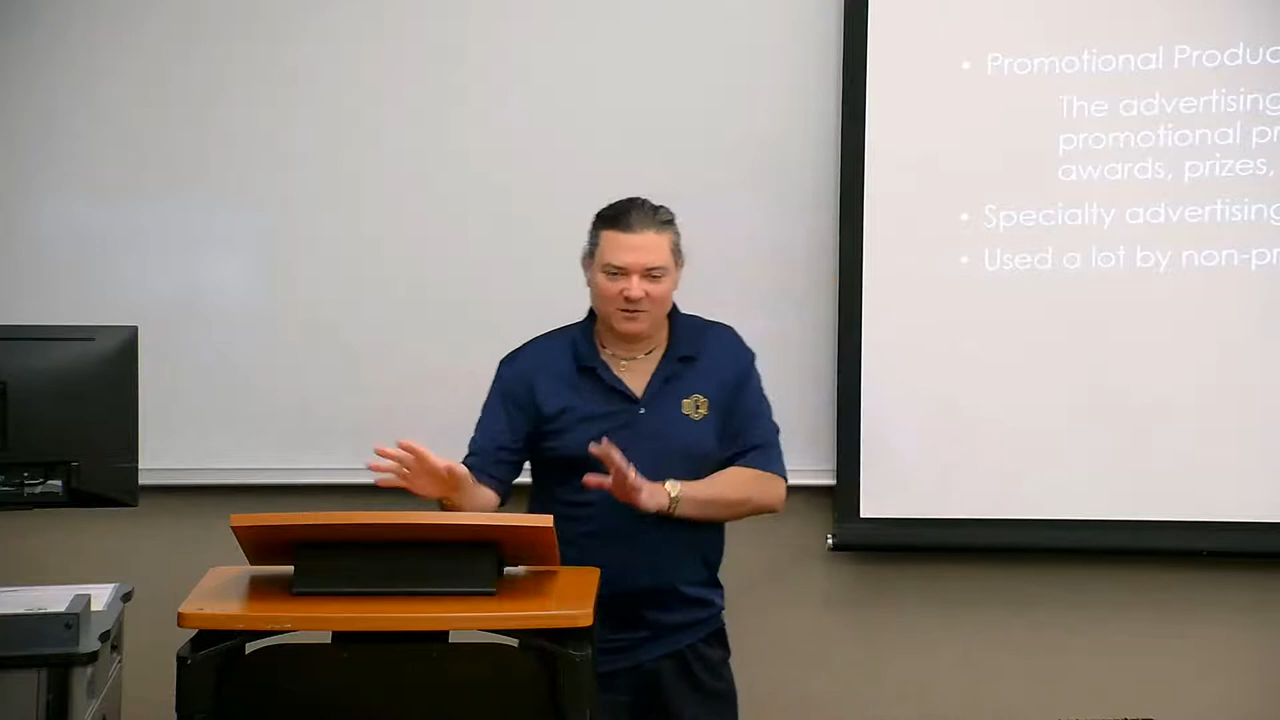 • Promotional Produc
The advertising
promotional pr
awards, prizes,
• Specialty advertising
• Used a lot by non-pr